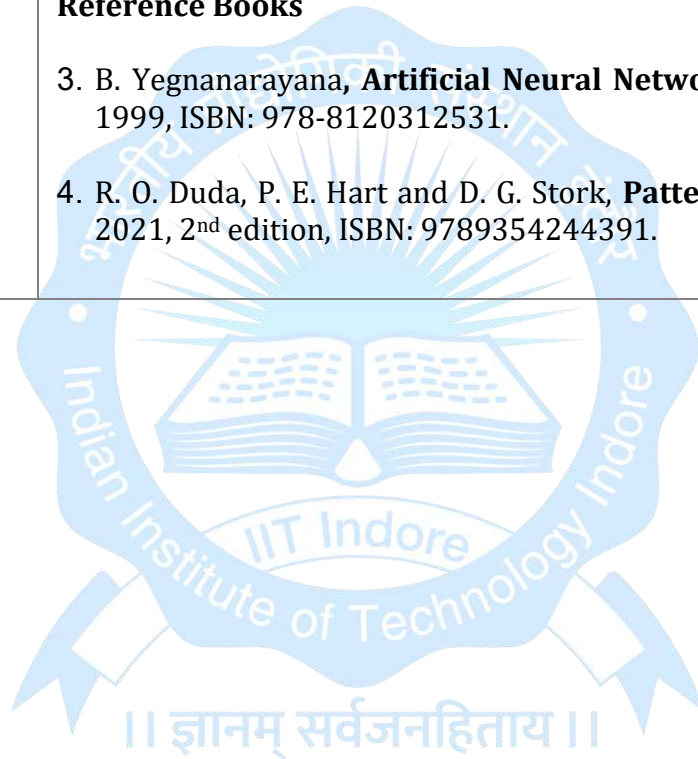 Reference Books
3. B. Yegnanarayana, Artificial Neural Netwo
1999, ISBN: 978-8120312531.
4. R. O. Duda, P. E. Hart and D. G. Stork, Patte
2021, 2nd edition, ISBN: 9789354244391.
भारतीय प्रौद्योगिकी संस्थान इंदौर
Indian Institute of Technology Indore
IIT Indore
।। ज्ञानम् सर्वजनहिताय ।।